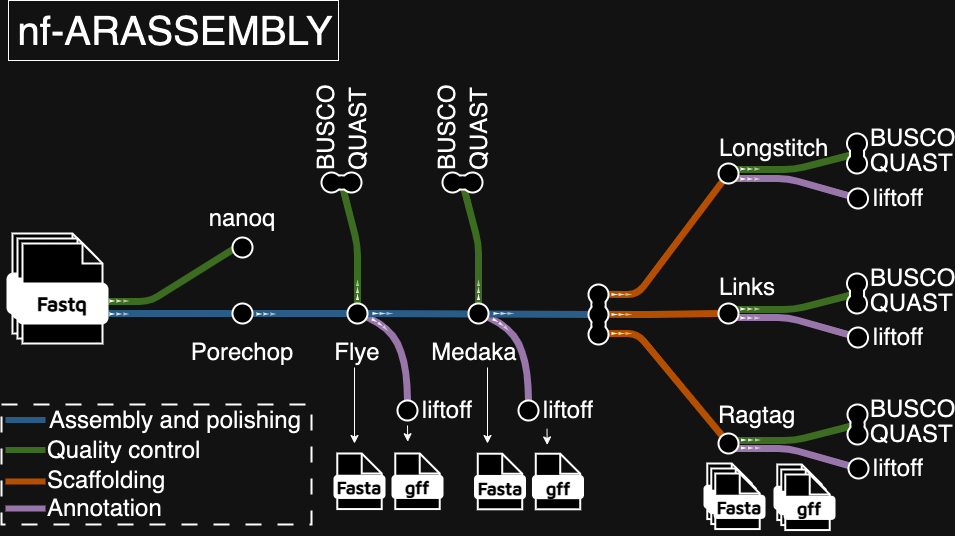 nf-ARASSEMBLY
BUSCO
QUAST
BUSCO
QUAST
Longstitch
BUSCO
QUAST
liftoff
nanoq
Fastq
Links
BUSCO
QUAST
liftoff
Porechop
Flye
Medaka
liftoff
liftoff
Ragtag
BUSCO
QUAST
liftoff
Assembly and polishing
Quality control
Scaffolding
Annotation
Fasta
gff
Fasta
gff
Fasta
gff